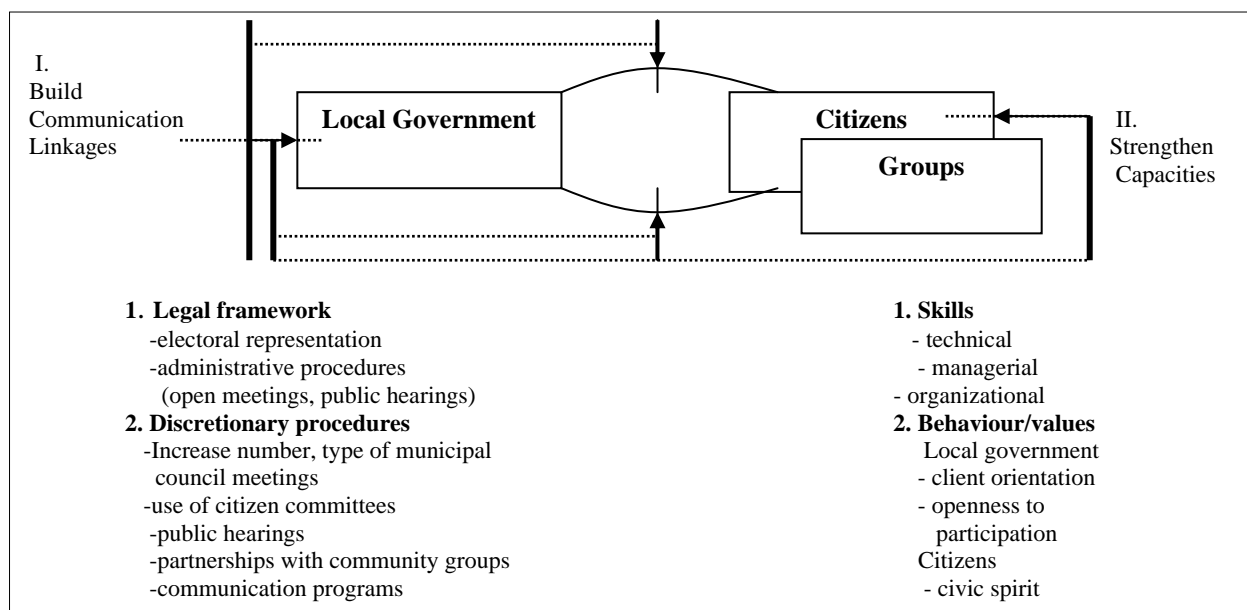 I.
Build
Communication
Linkages
Local Government
Citizens
Groups
II.
Strengthen
Capacities
1. Legal framework
-electoral representation
-administrative procedures
(open meetings, public hearings)
2. Discretionary procedures
-Increase number, type of municipal
council meetings
-use of citizen committees
-public hearings
-partnerships with community groups
-communication programs
1. Skills
- technical
- managerial
- organizational
2. Behaviour/values
Local government
- client orientation
- openness to
participation
Citizens
- civic spirit